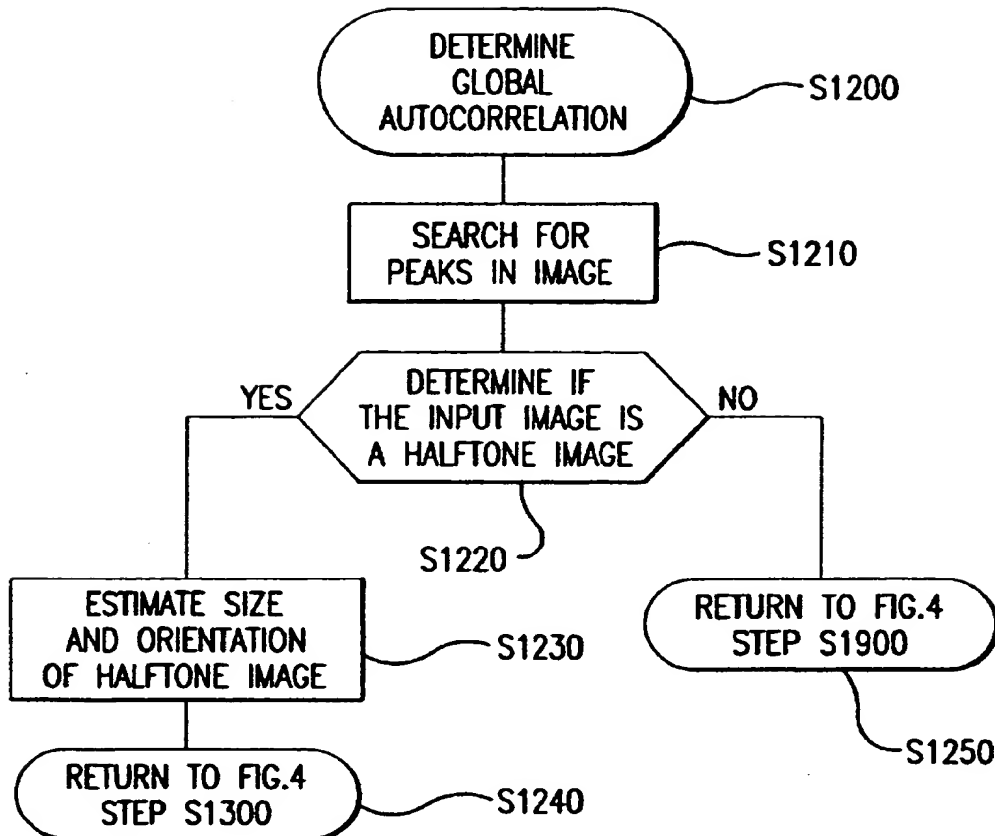 DETERMINE
GLOBAL
AUTOCORRELATION
S1200
SEARCH FOR
PEAKS IN IMAGE
S1210
YES
DETERMINE IF
THE INPUT IMAGE IS
A HALFTONE IMAGE
NO
S1220
ESTIMATE SIZE
AND ORIENTATION
OF HALFTONE IMAGE
S1230
RETURN TO FIG.4
STEP S1900
S1250
RETURN TO FIG.4
STEP S1300
S1240